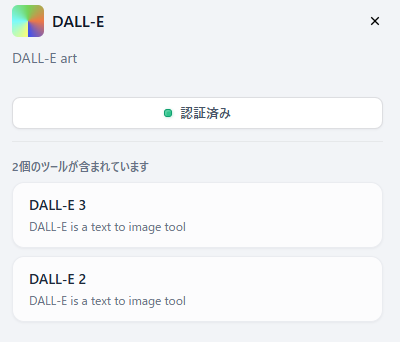 DALL-E
DALL-E art
認証済み
2個のツールが含まれています
DALL-E 3
DALL-E is a text to image tool
DALL-E 2
DALL-E is a text to image tool